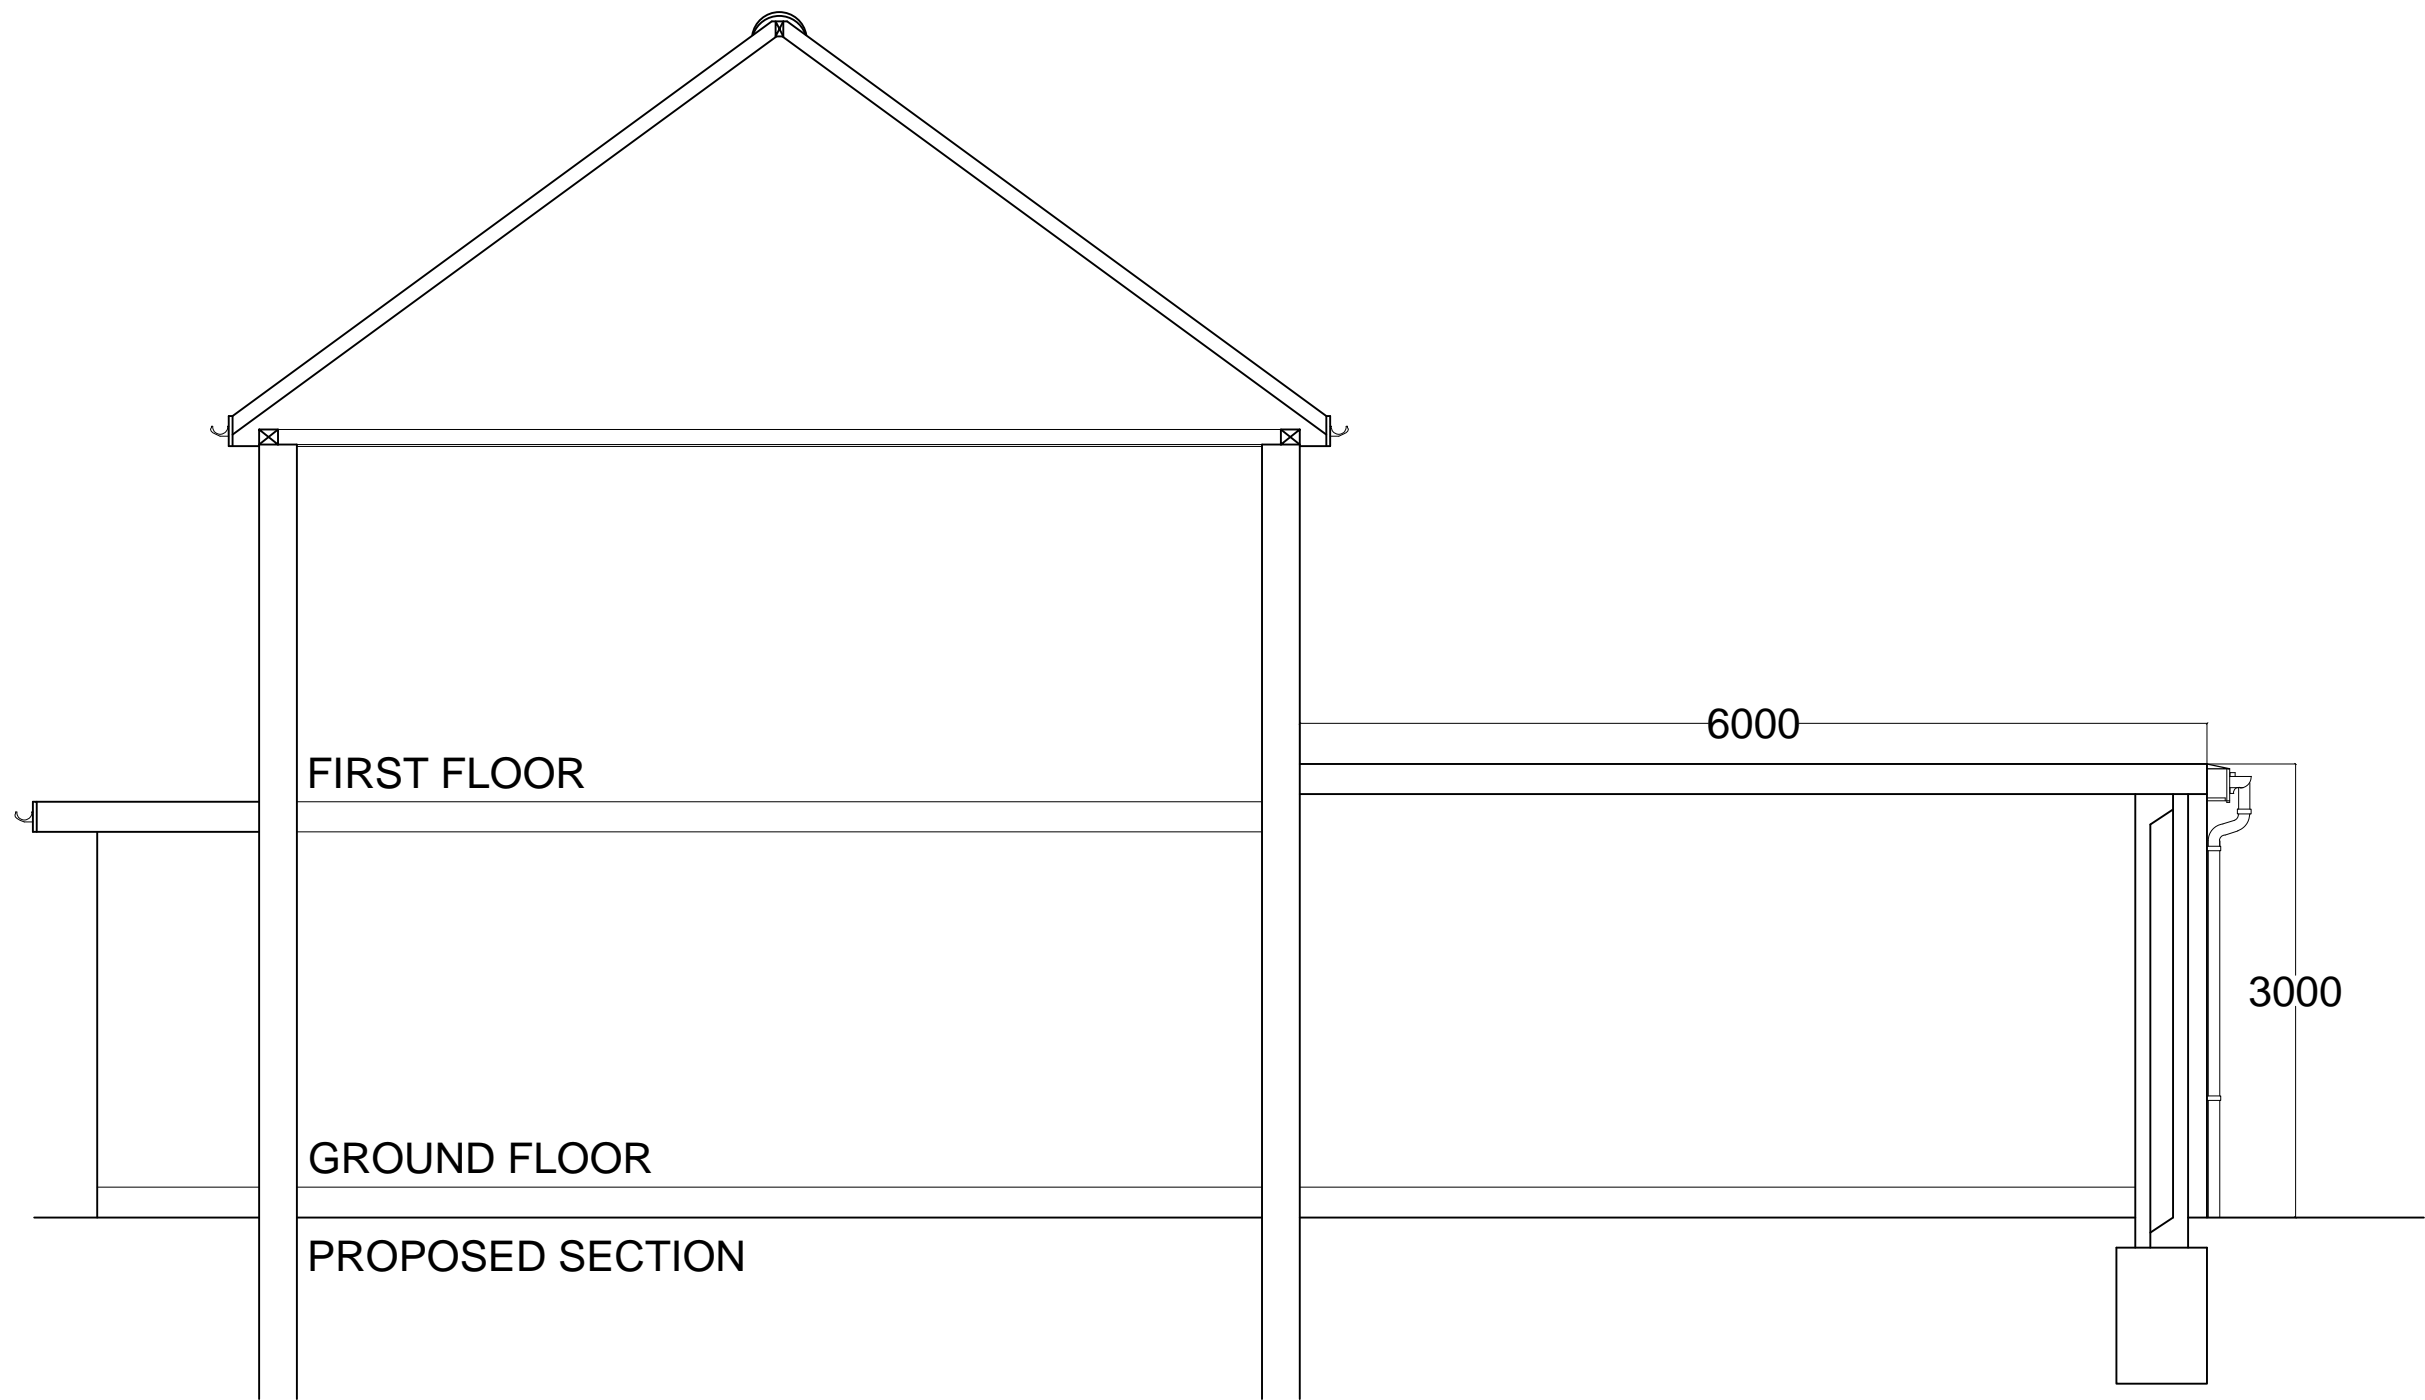 6000
FIRST FLOOR
3000
GROUND FLOOR
PROPOSED SECTION